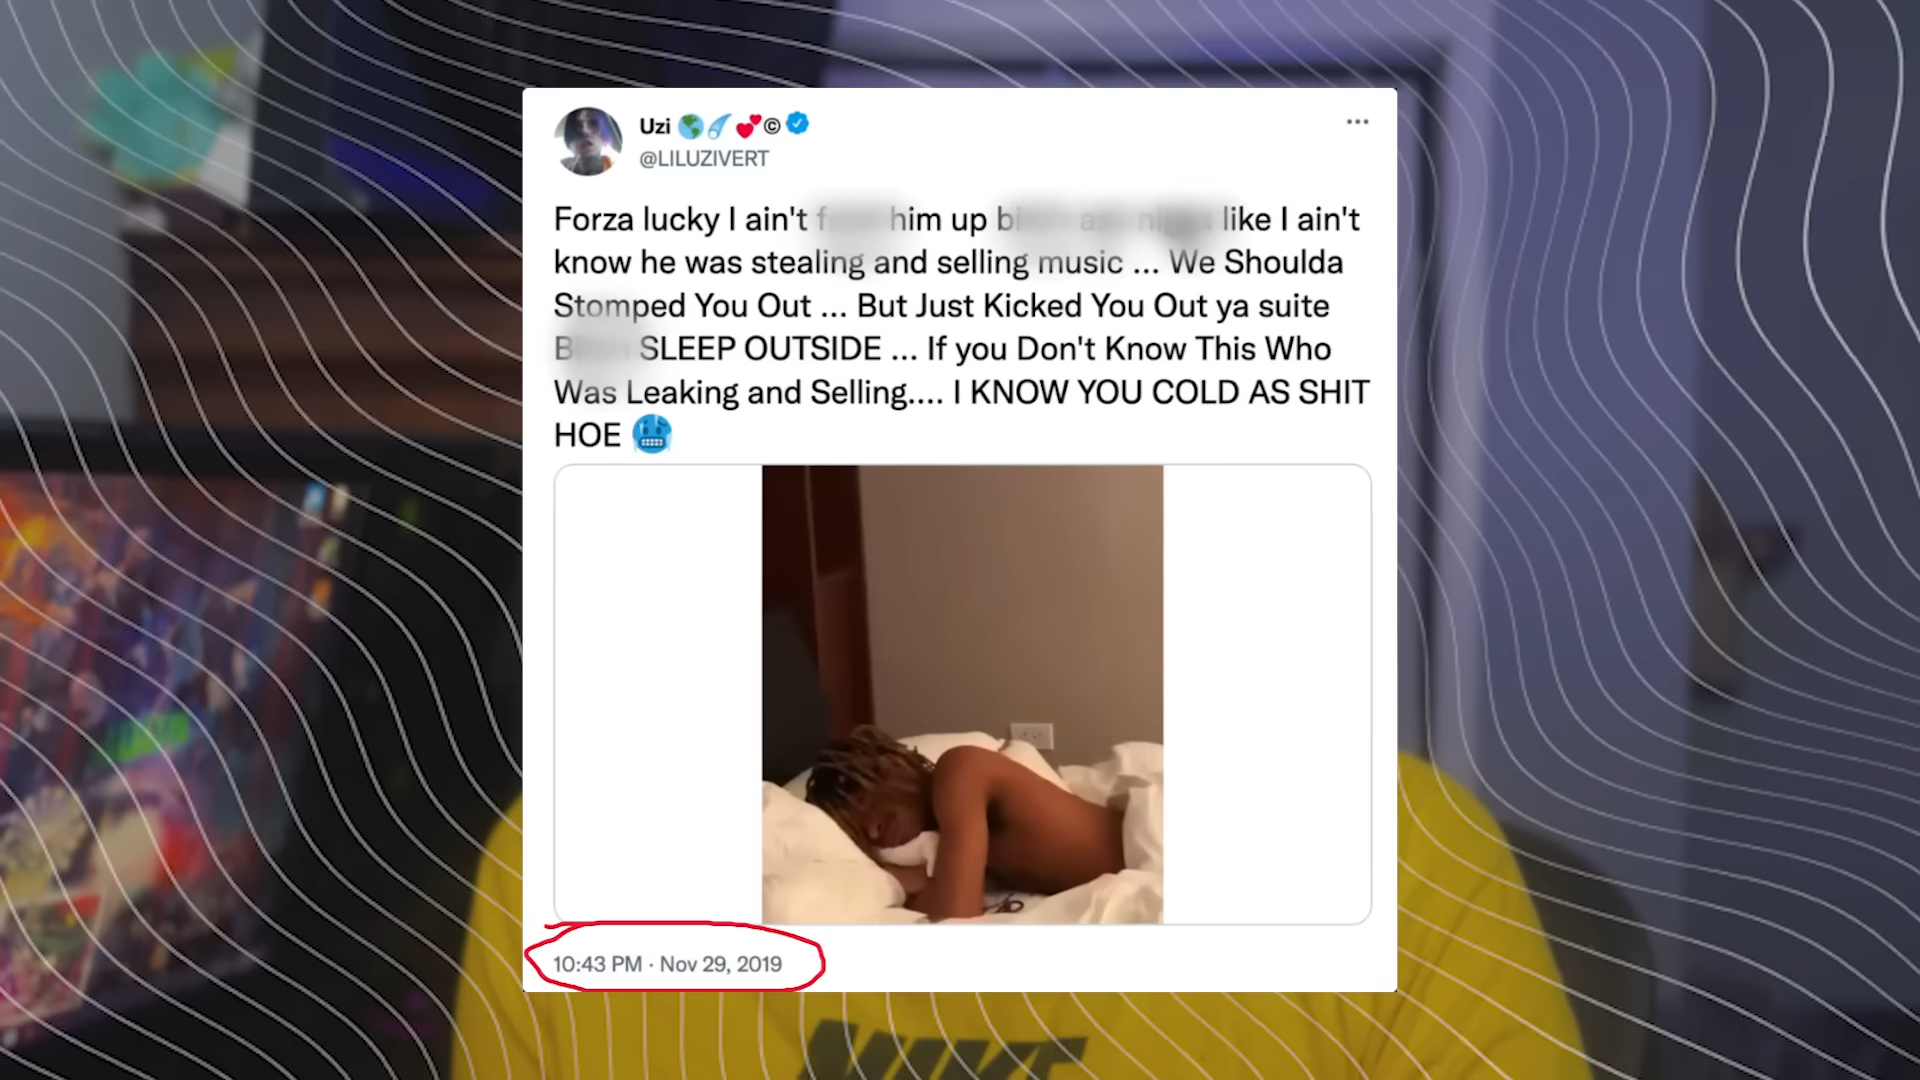 Uzi 🌎☄️💕©
@LILUZIVERT
Forza lucky I ain't him up like I ain't
know he was stealing and selling music ... We Shoulda
Stomped You Out ... But Just Kicked You Out ya suite
SLEEP OUTSIDE ... If you Don't Know This Who
Was Leaking and Selling.... I KNOW YOU COLD AS SHIT
HOE 🥶
10:43 PM · Nov 29, 2019
NIKE